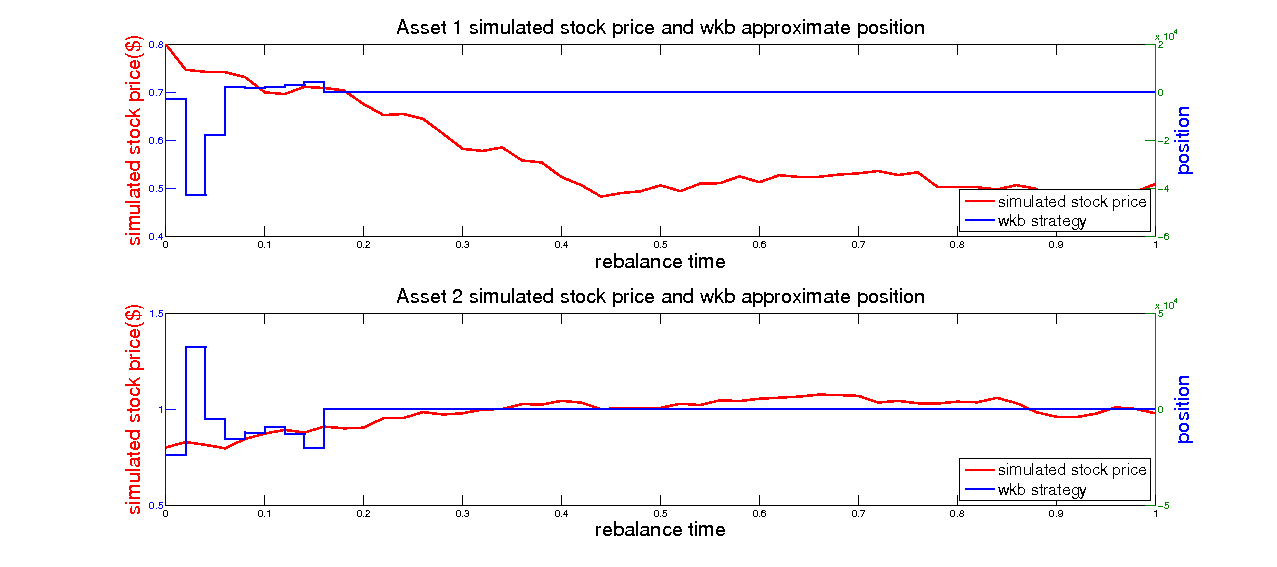 Asset 1 simulated stock price and wkb approximate position
x 10^4
0.8
0.7
0.6
0.5
0.4
simulated stock price($)
2
0
-2
-4
-6
position
simulated stock price
wkb strategy
0 0.1 0.2 0.3 0.4 0.5 0.6 0.7 0.8 0.9 1
rebalance time
Asset 2 simulated stock price and wkb approximate position
x 10^4
1.5
1
0.5
simulated stock price($)
5
0
-5
position
simulated stock price
wkb strategy
0 0.1 0.2 0.3 0.4 0.5 0.6 0.7 0.8 0.9 1
rebalance time